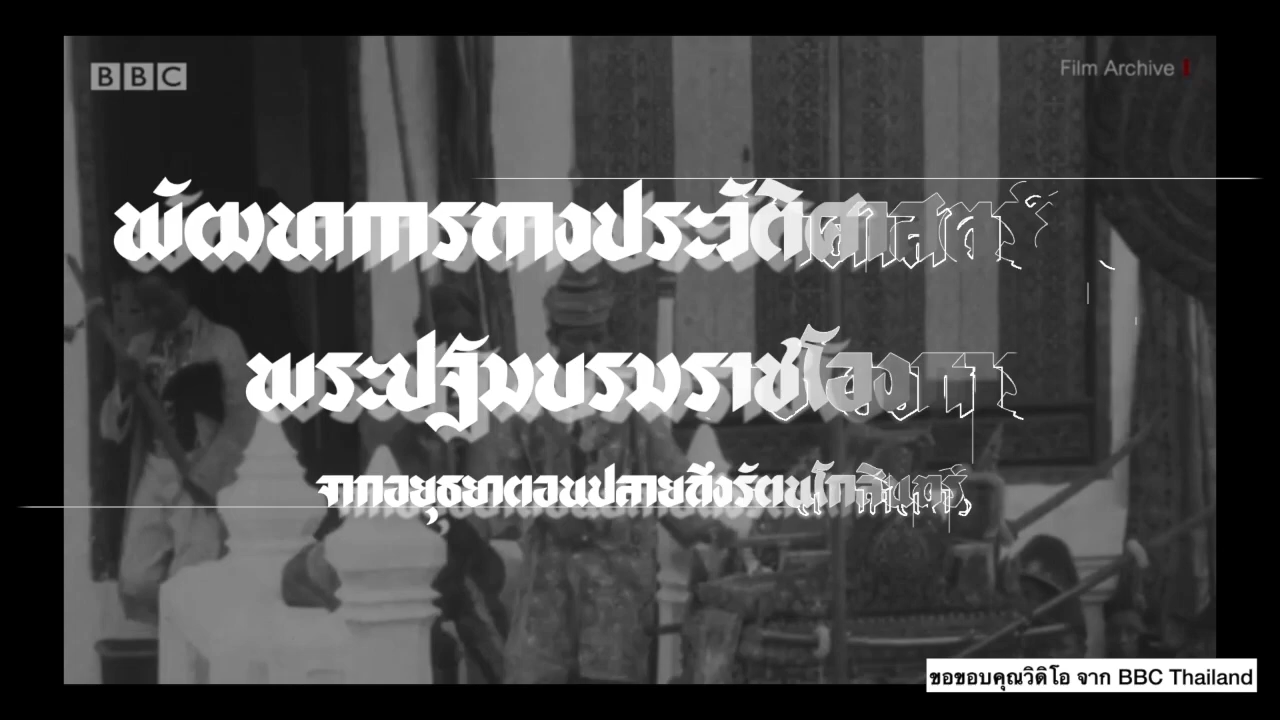 BBC
Film Archive
พัฒนาการทางประวัติศาสตร์
พระปฐมบรมราชโองการ
จากอยุธยาตอนปลายถึงรัตนโกสินทร์
ขอขอบคุณวิดิโอ จาก BBC Thailand